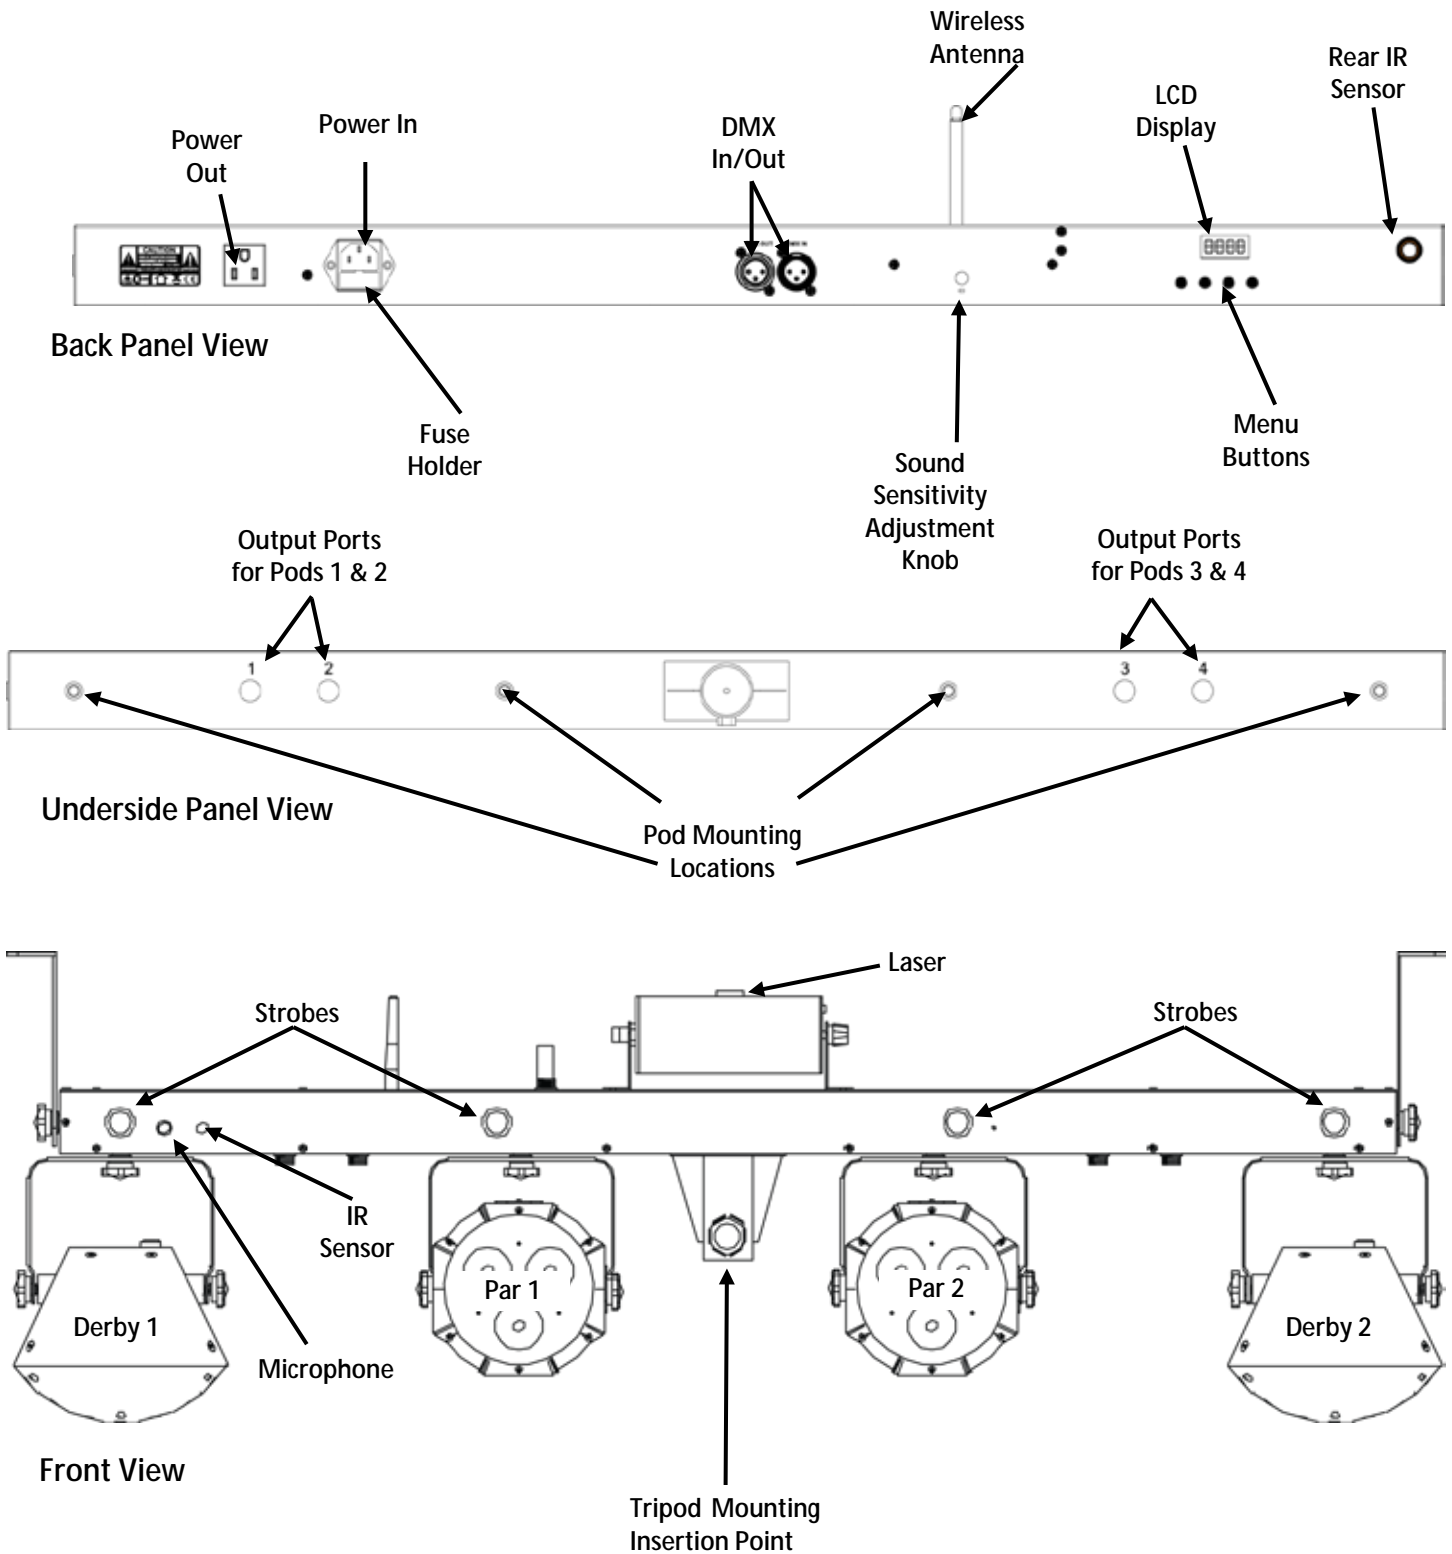 Wireless
Antenna
Rear IR
Sensor
LCD
Display
Power In
DMX
In/Out
Power
Out
CAUTION
Back Panel View
Fuse
Holder
Menu
Buttons
Sound
Sensitivity
Adjustment
Knob
Output Ports
for Pods 1 & 2
Output Ports
for Pods 3 & 4
1
2
3
4
Underside Panel View
Pod Mounting
Locations
Laser
Strobes
Strobes
IR
Sensor
Par 1
Par 2
Derby 1
Derby 2
Microphone
Front View
Tripod Mounting
Insertion Point